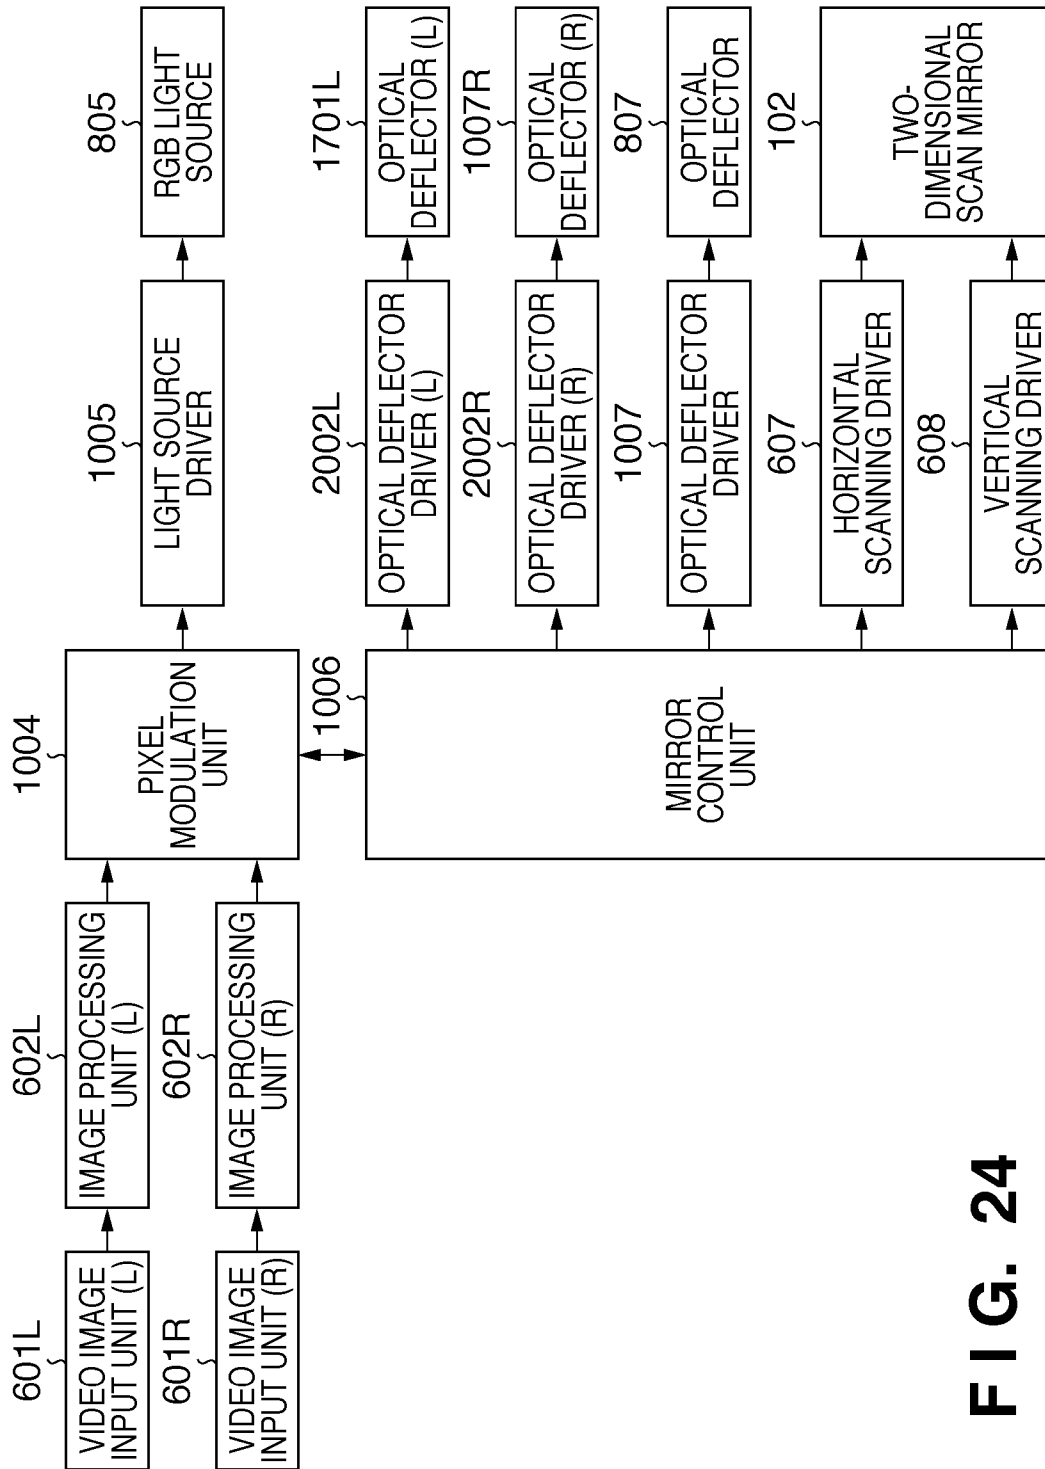 601L
VIDEO IMAGE
INPUT UNIT (L)
601R
VIDEO IMAGE
INPUT UNIT (R)
602L
IMAGE PROCESSING
UNIT (L)
602R
IMAGE PROCESSING
UNIT (R)
1004
PIXEL
MODULATION
UNIT
1006
MIRROR
CONTROL
UNIT
1005
LIGHT SOURCE
DRIVER
2002L
OPTICAL DEFLECTOR
DRIVER (L)
2002R
OPTICAL DEFLECTOR
DRIVER (R)
1007
OPTICAL DEFLECTOR
DRIVER
607
HORIZONTAL
SCANNING DRIVER
608
VERTICAL
SCANNING DRIVER
805
RGB LIGHT
SOURCE
1701L
OPTICAL
DEFLECTOR (L)
1007R
OPTICAL
DEFLECTOR (R)
807
OPTICAL
DEFLECTOR
102
TWO-
DIMENSIONAL
SCAN MIRROR
FIG. 24